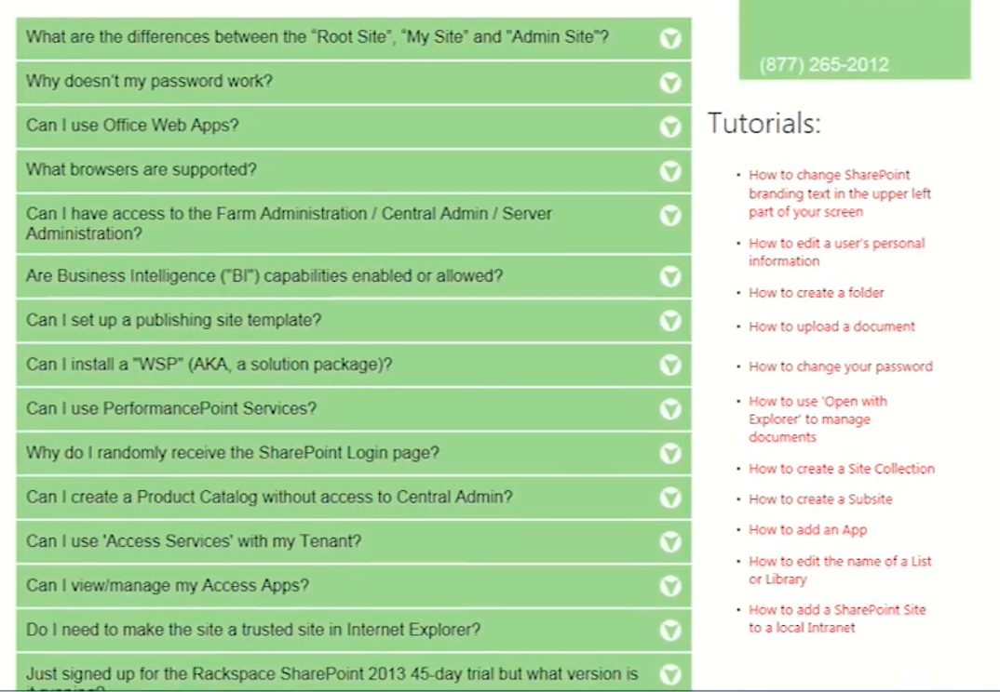 What are the differences between the "Root Site", "My Site" and "Admin Site"?
Why doesn't my password work?
Can I use Office Web Apps?
What browsers are supported?
Can I have access to the Farm Administration / Central Admin / Server
Administration?
Are Business Intelligence ("BI") capabilities enabled or allowed?
Can I set up a publishing site template?
Can I install a "WSP" (AKA, a solution package)?
Can I use PerformancePoint Services?
Why do I randomly receive the SharePoint Login page?
Can I create a Product Catalog without access to Central Admin?
Can I use 'Access Services' with my Tenant?
Can I view/manage my Access Apps?
Do I need to make the site a trusted site in Internet Explorer?
Just signed up for the Rackspace SharePoint 2013 45-day trial but what version is
(877) 265-2012
Tutorials:
• How to change SharePoint
branding text in the upper left
part of your screen
• How to edit a user's personal
information
• How to create a folder
• How to upload a document
• How to change your password
• How to use 'Open with
Explorer' to manage
documents
• How to create a Site Collection
• How to create a Subsite
• How to add an App
• How to edit the name of a List
or Library
• How to add a SharePoint Site
to a local Intranet